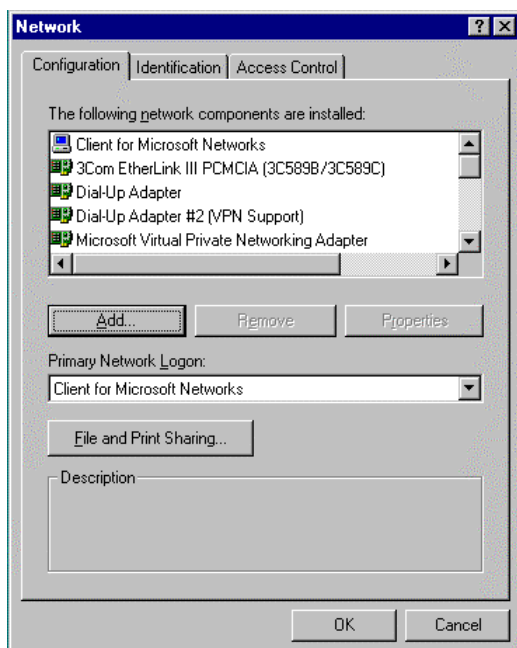 Network
Configuration Identification Access Control
The following network components are installed:
Client for Microsoft Networks
3Com EtherLink III PCMCIA (3C589B/3C589C)
Dial-Up Adapter
Dial-Up Adapter #2 (VPN Support)
Microsoft Virtual Private Networking Adapter
Add... Remove Properties
Primary Network Logon:
Client for Microsoft Networks
File and Print Sharing...
Description
OK Cancel